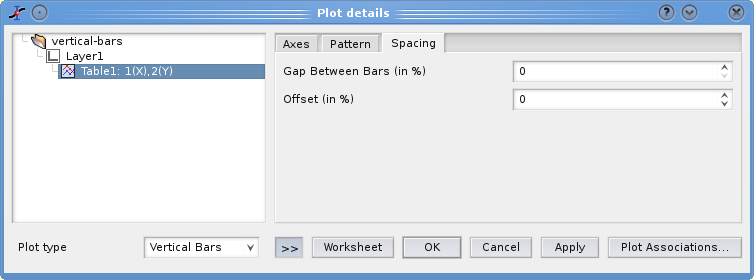 Plot details
vertical-bars
Layer1
Table1: 1(X),2(Y)
Axes Pattern Spacing
Gap Between Bars (in %) 0
Offset (in %) 0
Plot type Vertical Bars >> Worksheet OK Cancel Apply Plot Associations...